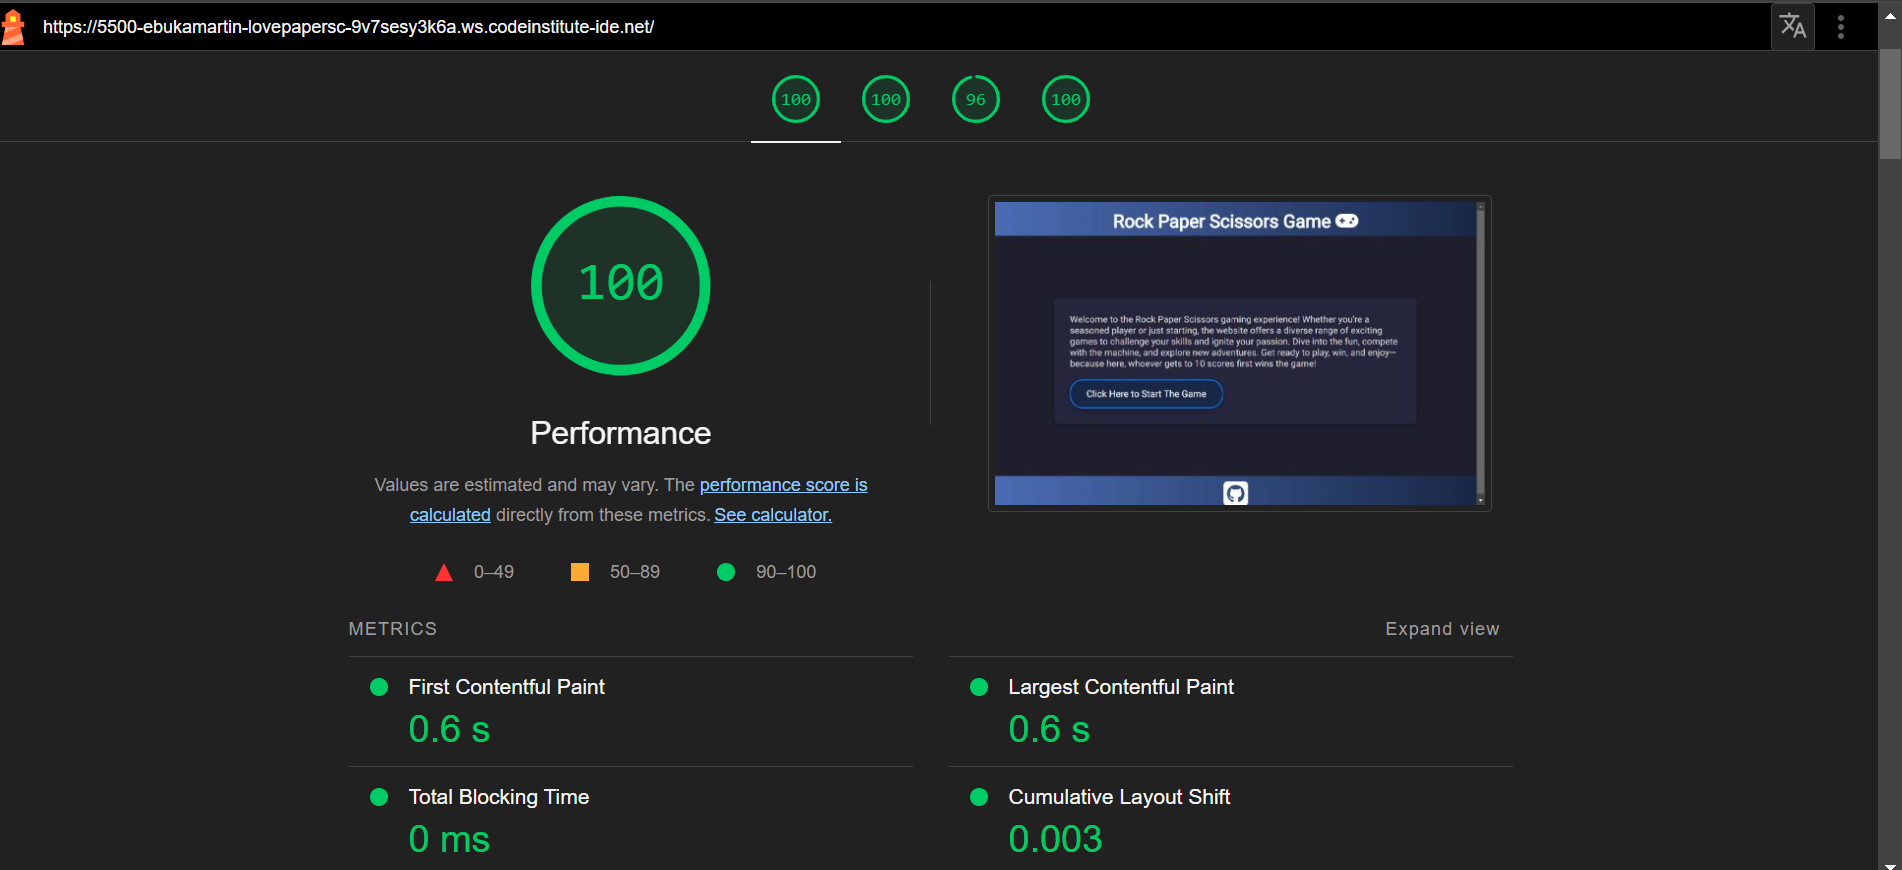 https://5500-ebukamartin-lovepapersc-9v7sesy3k6a.ws.codeinstitute-ide.net/
100
100
96
100
100
Performance
Values are estimated and may vary. The performance score is
calculated directly from these metrics. See calculator.
0–49
50–89
90–100
Rock Paper Scissors Game
Welcome to the Rock Paper Scissors gaming experience! Whether you're a
seasoned player or just starting, the website offers a diverse range of exciting
games to challenge your skills and ignite your passion. Dive into the fun, compete
with the machine, and explore new adventures. Get ready to play, win, and enjoy—
because here, whoever gets to 10 scores first wins the game!
Click Here to Start The Game
METRICS
Expand view
First Contentful Paint
0.6 s
Largest Contentful Paint
0.6 s
Total Blocking Time
0 ms
Cumulative Layout Shift
0.003